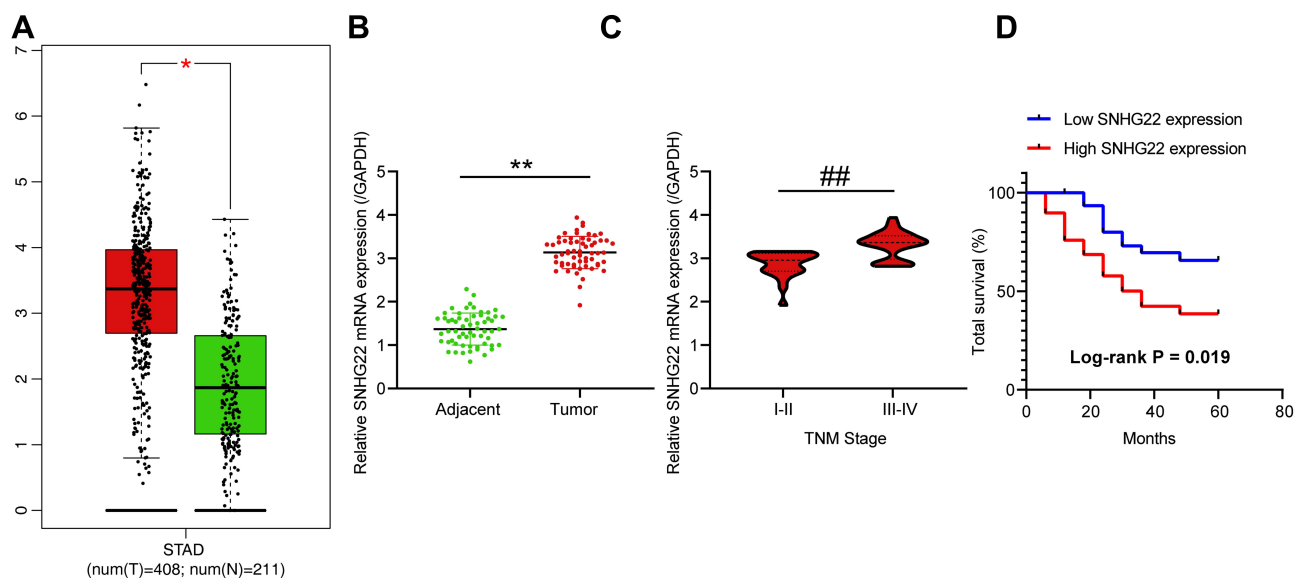 A
7
6
5
4
3
2
1
0
*
STAD
(num(T)=408; num(N)=211)
B
Relative SNHG22 mRNA expression (/GAPDH)
5
4
3
2
1
0
**
Adjacent
Tumor
C
Relative SNHG22 mRNA expression (/GAPDH)
5
4
3
2
1
0
##
I-II
III-IV
TNM Stage
D
Low SNHG22 expression
High SNHG22 expression
Total survival (%)
100
50
0
Log-rank P = 0.019
0
20
40
60
80
Months